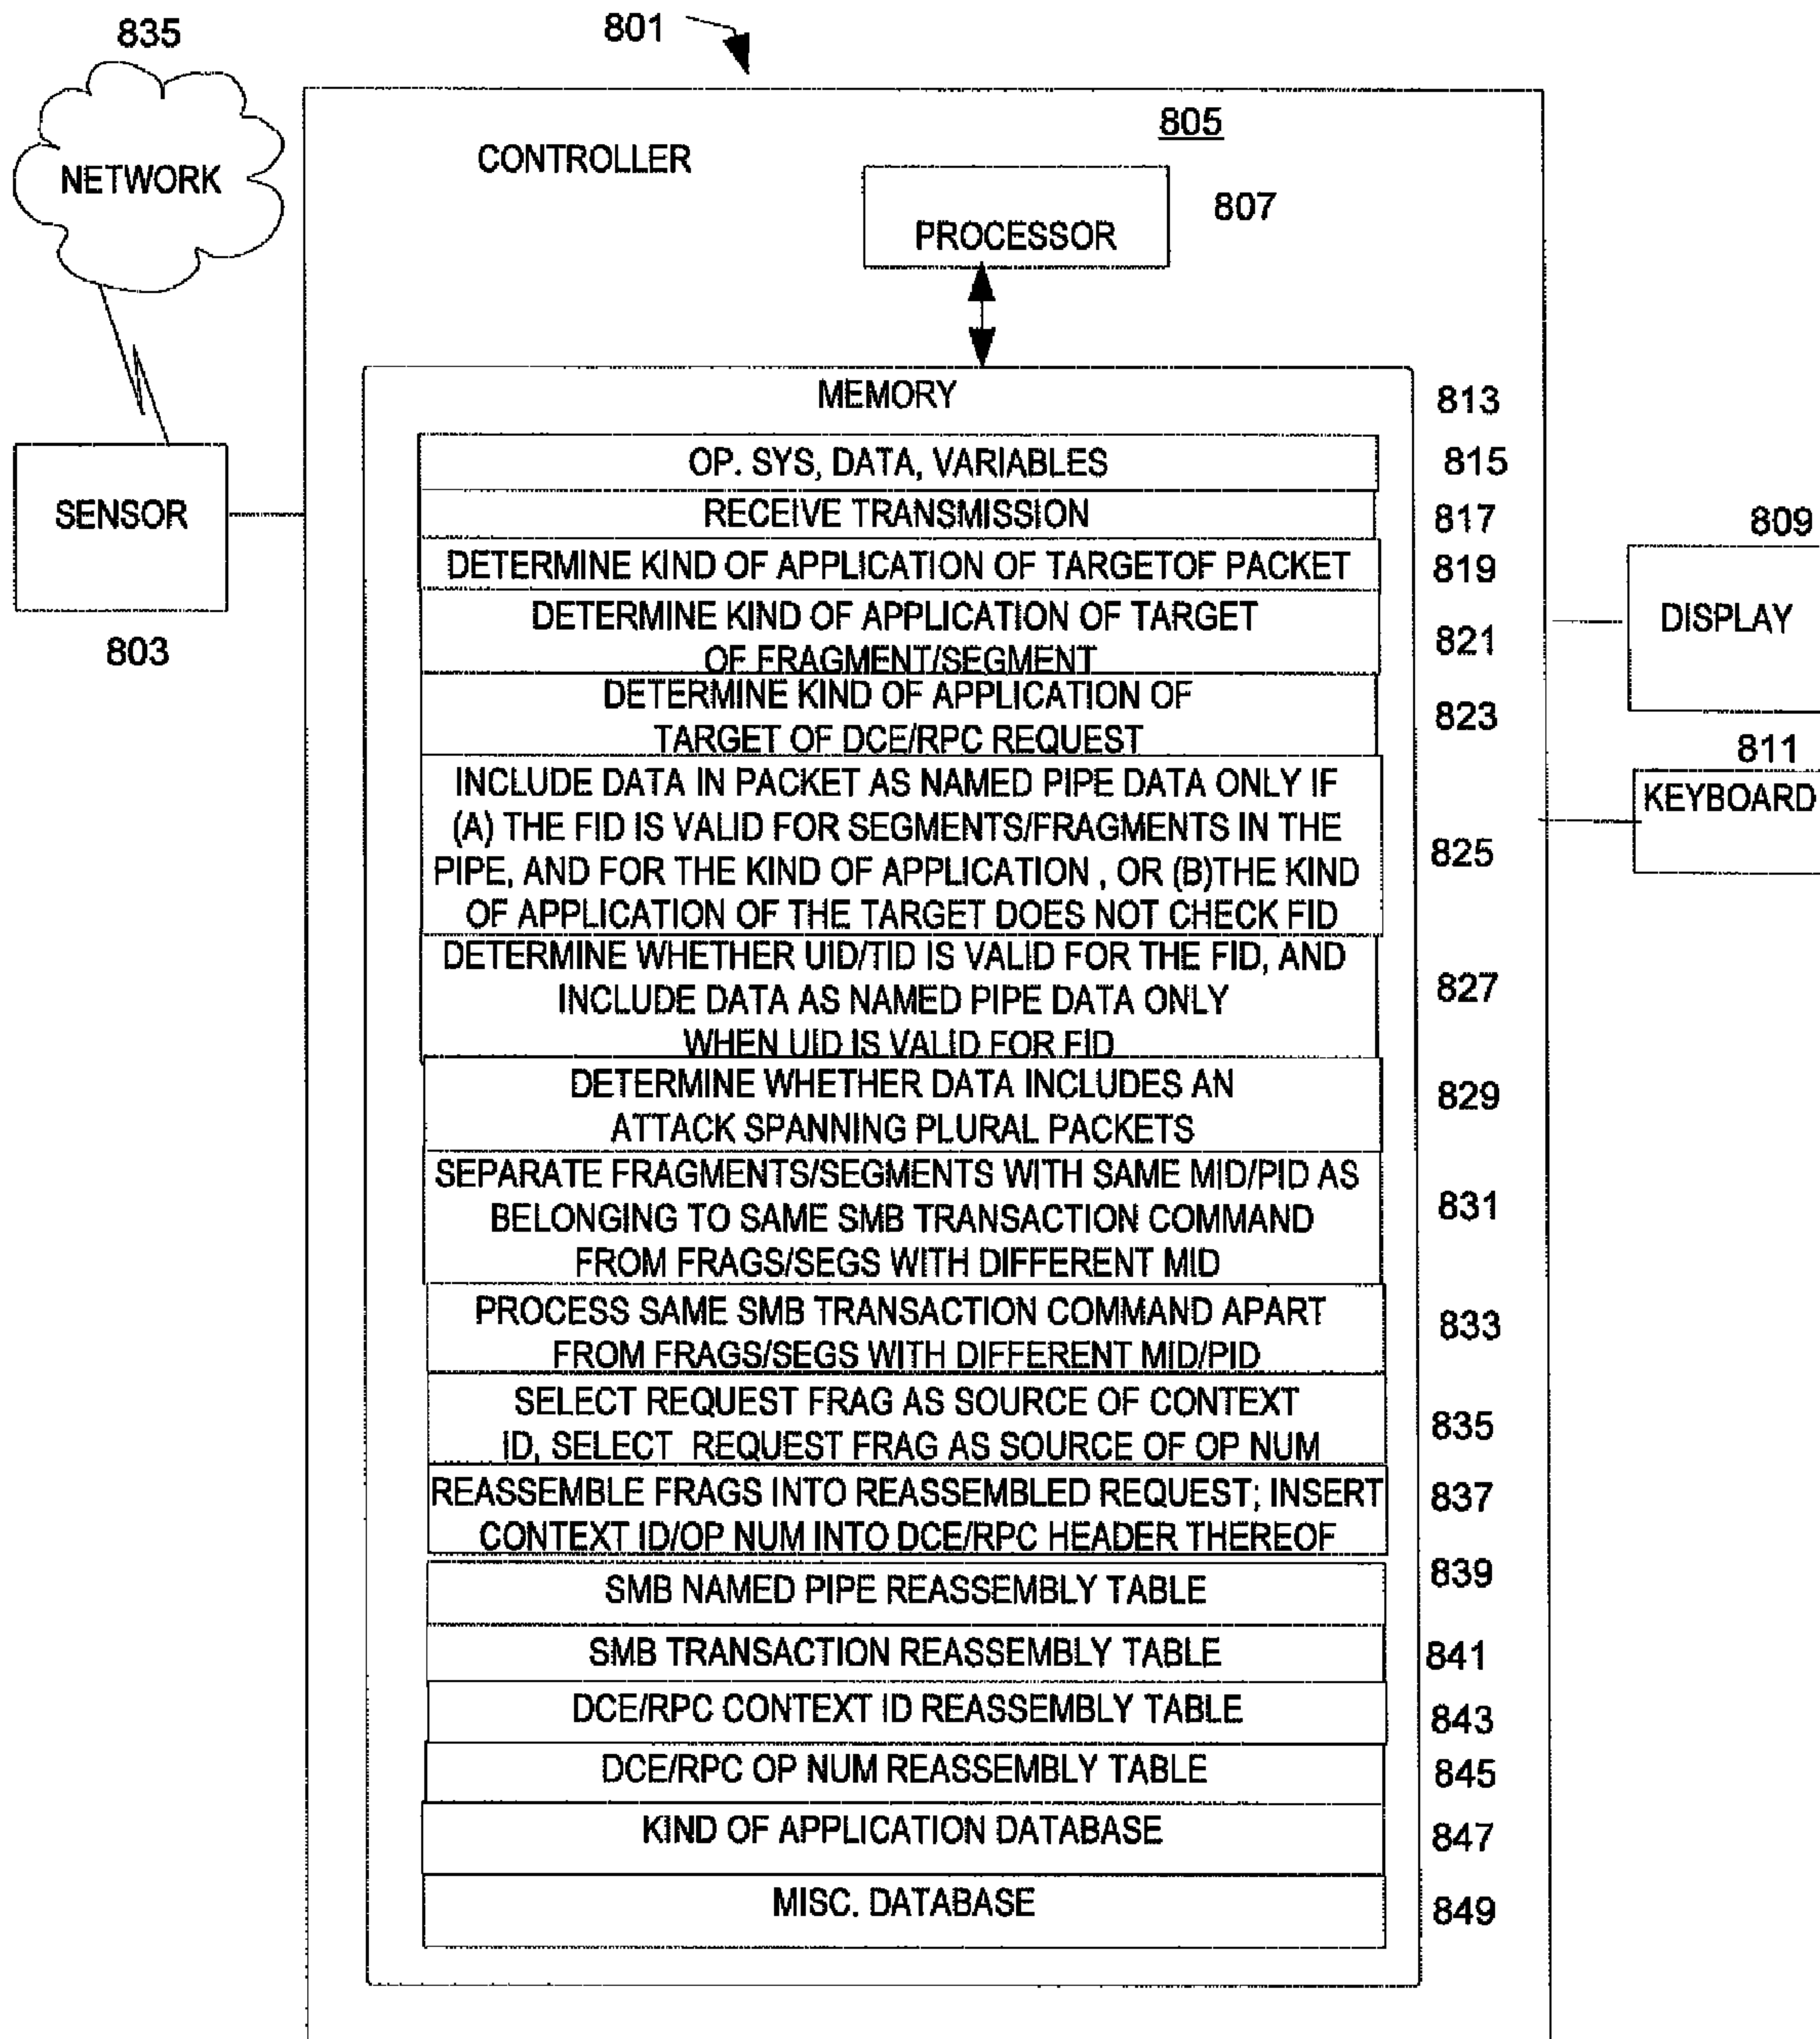 835
801
NETWORK
805
CONTROLLER
PROCESSOR
807
MEMORY
813
OP. SYS, DATA, VARIABLES
815
SENSOR
803
RECEIVE TRANSMISSION
817
DETERMINE KIND OF APPLICATION OF TARGETOF PACKET
819
DETERMINE KIND OF APPLICATION OF TARGET
OF FRAGMENT/SEGMENT
821
DETERMINE KIND OF APPLICATION OF
TARGET OF DCE/RPC REQUEST
823
809
DISPLAY
811
KEYBOARD
INCLUDE DATA IN PACKET AS NAMED PIPE DATA ONLY IF
(A) THE FID IS VALID FOR SEGMENTS/FRAGMENTS IN THE
PIPE, AND FOR THE KIND OF APPLICATION , OR (B)THE KIND
OF APPLICATION OF THE TARGET DOES NOT CHECK FID
825
DETERMINE WHETHER UID/TID IS VALID FOR THE FID, AND
INCLUDE DATA AS NAMED PIPE DATA ONLY
WHEN UID IS VALID FOR FID
827
DETERMINE WHETHER DATA INCLUDES AN
ATTACK SPANNING PLURAL PACKETS
829
SEPARATE FRAGMENTS/SEGMENTS WITH SAME MID/PID AS
BELONGING TO SAME SMB TRANSACTION COMMAND
FROM FRAGS/SEGS WITH DIFFERENT MID
831
PROCESS SAME SMB TRANSACTION COMMAND APART
FROM FRAGS/SEGS WITH DIFFERENT MID/PID
833
SELECT REQUEST FRAG AS SOURCE OF CONTEXT
ID, SELECT REQUEST FRAG AS SOURCE OF OP NUM
835
REASSEMBLE FRAGS INTO REASSEMBLED REQUEST; INSERT
CONTEXT ID/OP NUM INTO DCE/RPC HEADER THEREOF
837
SMB NAMED PIPE REASSEMBLY TABLE
839
SMB TRANSACTION REASSEMBLY TABLE
841
DCE/RPC CONTEXT ID REASSEMBLY TABLE
843
DCE/RPC OP NUM REASSEMBLY TABLE
845
KIND OF APPLICATION DATABASE
847
MISC. DATABASE
849